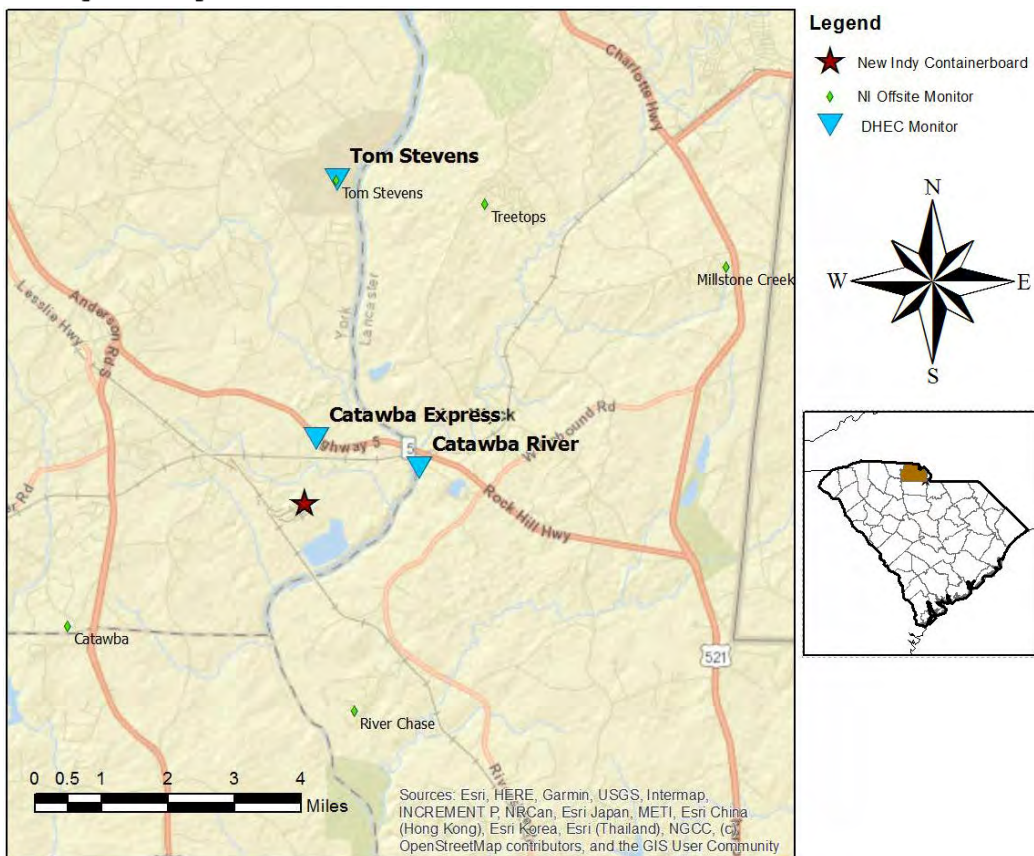 Legend
New Indy Containerboard
NI Offsite Monitor
DHEC Monitor
N
W
E
S
Charlotte Hwy
Tom Stevens
Tom Stevens
Treetops
Millstone Creek
Lesslie Hwy
Anderson Rd S
York
Lancaster
Catawba Express
Highway 5
5
Catawba River
Rock Hill Hwy
Catawba
521
River Chase
0 0.5 1 2 3 4
Miles
Sources: Esri, HERE, Garmin, USGS, Intermap,
INCREMENT P, NRCan, Esri Japan, METI, Esri China
(Hong Kong), Esri Korea, Esri (Thailand), NGCC, (c)
OpenStreetMap contributors, and the GIS User Community